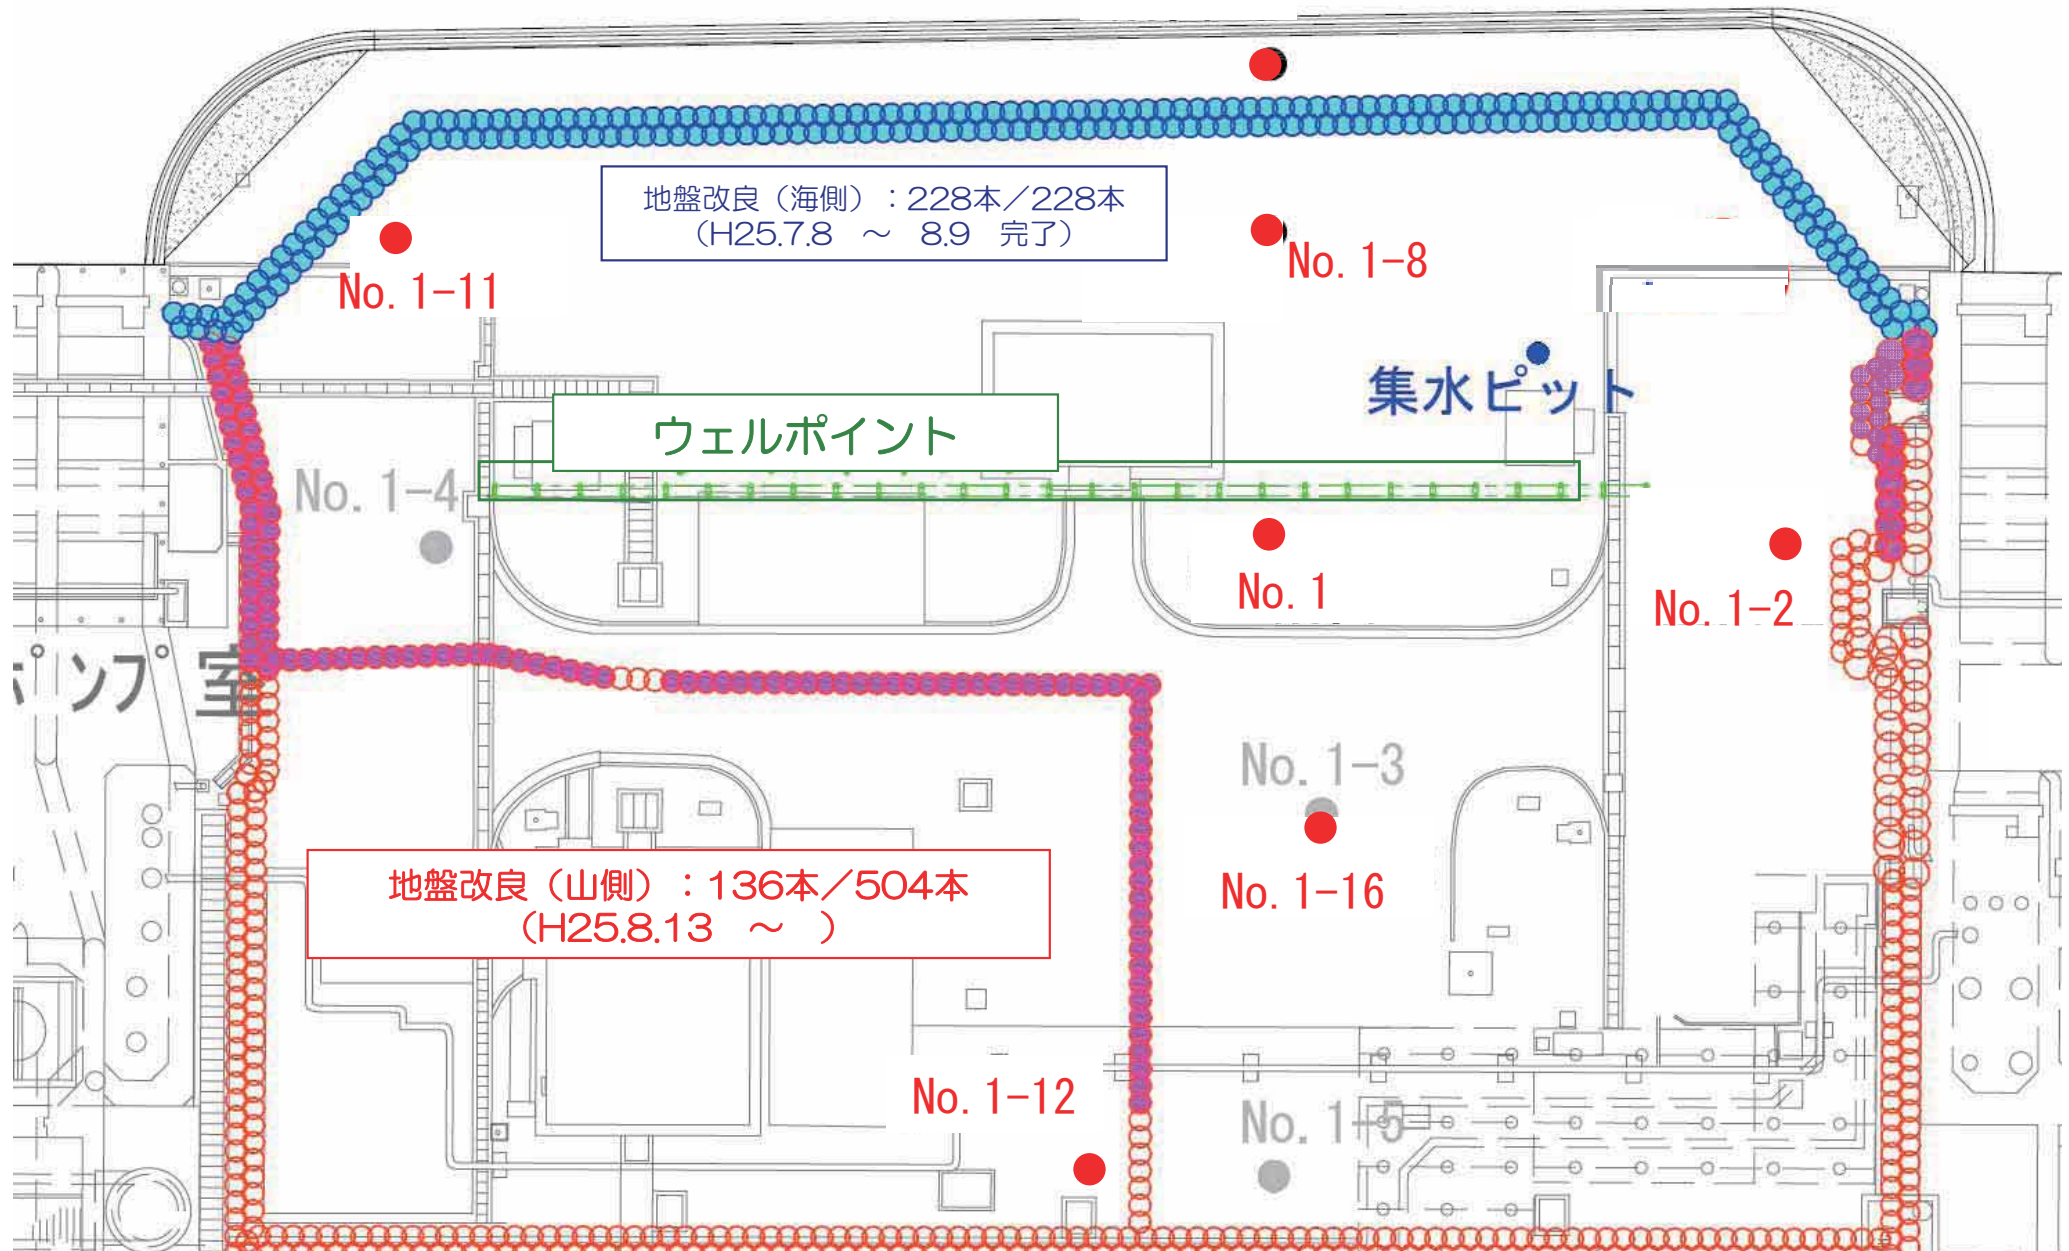 地盤改良（海側）：228本／228本
（H25.7.8　～　8.9　完了）
No. 1-8
No. 1-11
集水ピット
ウェルポイント
No. 1-4
No. 1
No. 1-2
ポンプ室
No. 1-3
地盤改良（山側）：136本／504本
（H25.8.13　～　）
No. 1-16
No. 1-12
No. 1-5